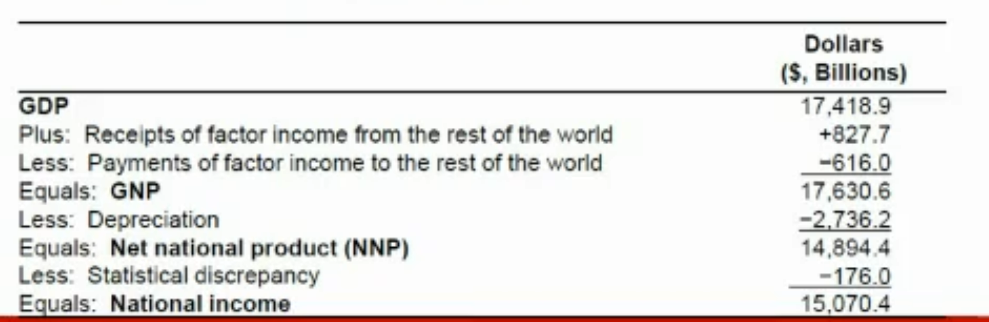 Dollars
($, Billions)
GDP 17,418.9
Plus: Receipts of factor income from the rest of the world +827.7
Less: Payments of factor income to the rest of the world −616.0
Equals: GNP 17,630.6
Less: Depreciation −2,736.2
Equals: Net national product (NNP) 14,894.4
Less: Statistical discrepancy −176.0
Equals: National income 15,070.4